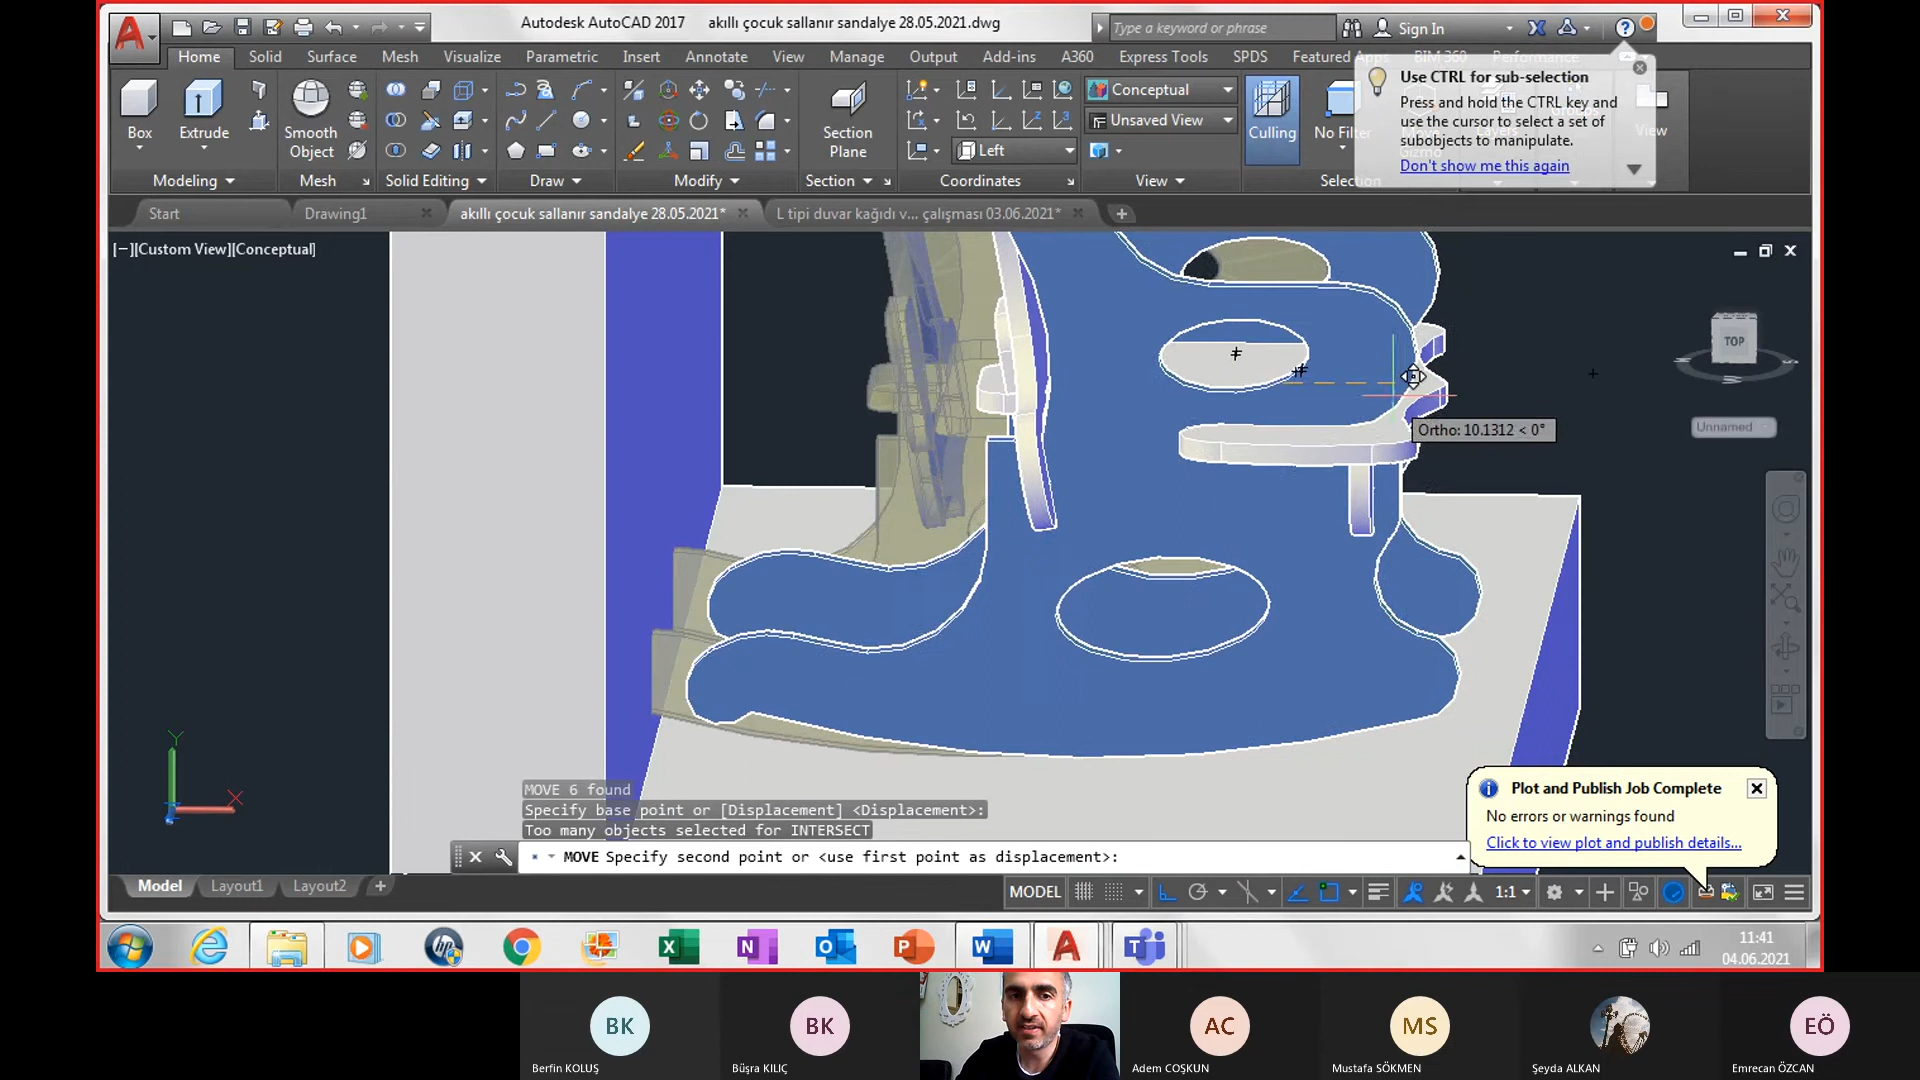 Autodesk AutoCAD 2017 akıllı çocuk sallanır sandalye 28.05.2021.dwg
Type a keyword or phrase
Sign In
Home Solid Surface Mesh Visualize Parametric Insert Annotate View Manage Output Add-ins A360 Express Tools SPDS Featured Apps BIM 360 Performance
Use CTRL for sub-selection
Press and hold the CTRL key and
use the cursor to select a set of
subobjects to manipulate.
Don't show me this again
Box
Extrude
Smooth
Object
Section
Plane
Conceptual
Unsaved View
Left
Culling
No Filter
View
Modeling
Mesh
Solid Editing
Draw
Modify
Section
Coordinates
View
Selection
Start
Drawing1
akıllı çocuk sallanır sandalye 28.05.2021*
L tipi duvar kağıdı v... çalışması 03.06.2021*
[−][Custom View][Conceptual]
TOP
Unnamed
Ortho: 10.1312 < 0°
Y
X
MOVE 6 found
Specify base point or [Displacement] <Displacement>:
Too many objects selected for INTERSECT
MOVE Specify second point or <use first point as displacement>:
Plot and Publish Job Complete
No errors or warnings found
Click to view plot and publish details...
Model Layout1 Layout2
MODEL
1:1
11:41
04.06.2021
BK
BK
AC
MS
EÖ
Berfin KOLUŞ
Büşra KILIÇ
Adem COŞKUN
Mustafa SÖKMEN
Şeyda ALKAN
Emrecan ÖZCAN